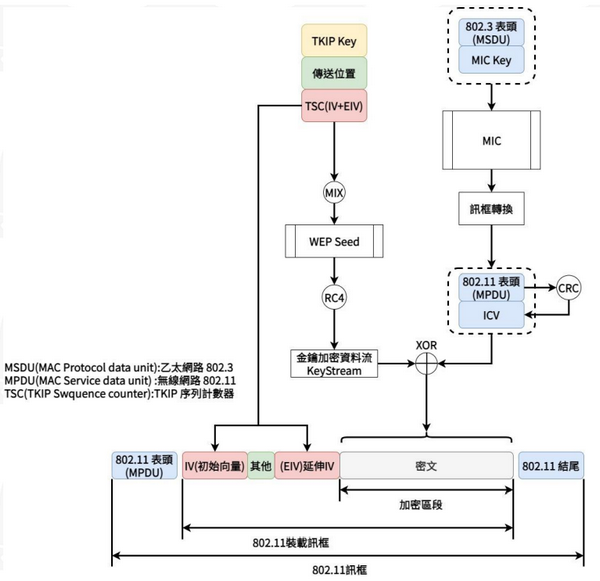 TKIP Key
傳送位置
TSC(IV+EIV)
802.3 表頭
(MSDU)
MIC Key
MIC
MIX
訊框轉換
WEP Seed
RC4
802.11 表頭
(MPDU)
ICV
CRC
XOR
金鑰加密資料流
KeyStream
MSDU(MAC Protocol data unit):乙太網路 802.3
MPDU(MAC Service data unit) :無線網路 802.11
TSC(TKIP Swquence counter):TKIP 序列計數器
802.11 表頭
(MPDU)
IV(初始向量)
其他
(EIV)延伸IV
密文
802.11 結尾
加密區段
802.11裝載訊框
802.11訊框